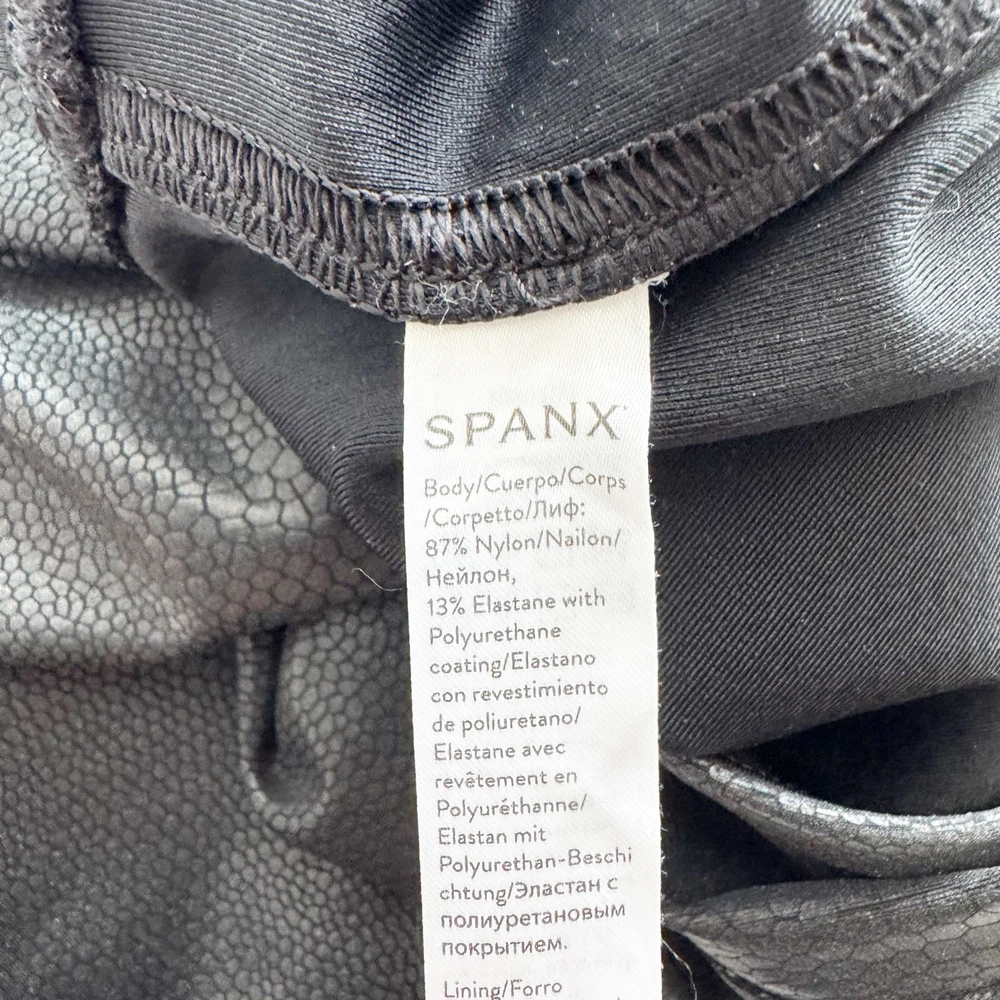 SPANX
Body/Cuerpo/Corps
/Corpetto/Лиф:
87% Nylon/Nailon/
Нейлон,
13% Elastane with
Polyurethane
coating/Elastano
con revestimiento
de poliuretano/
Elastane avec
revêtement en
Polyuréthanne/
Elastan mit
Polyurethan-Beschi
chtung/Эластан с
полиуретановым
покрытием.
Lining/Forro